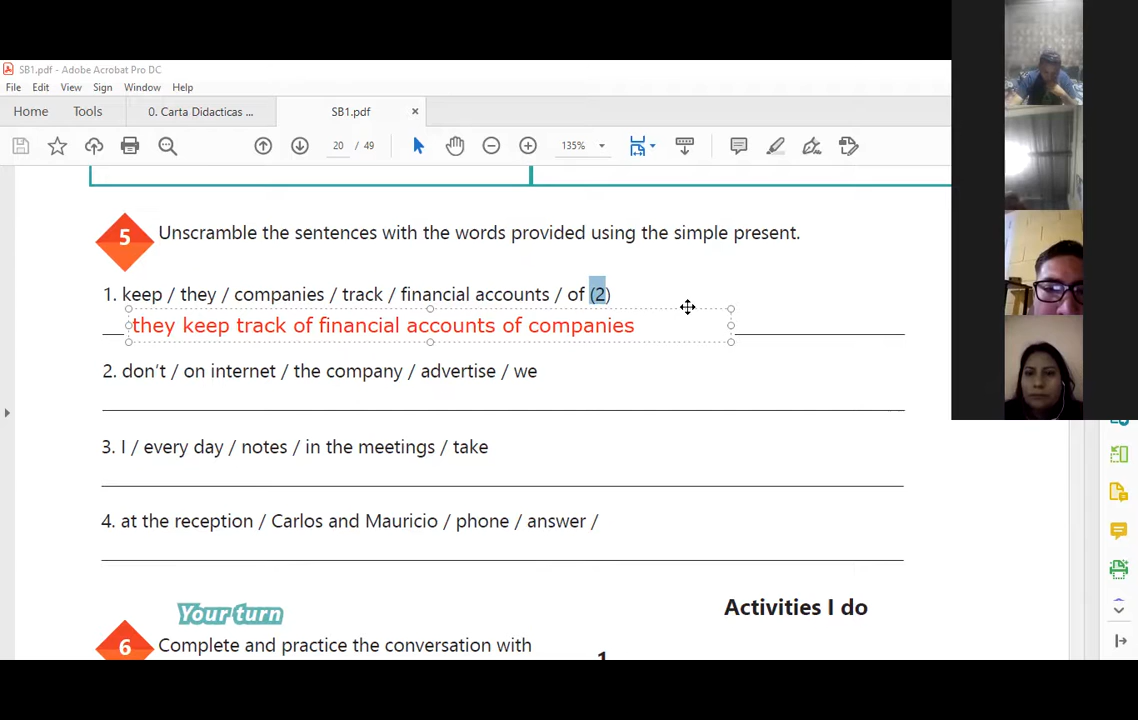 SB1.pdf - Adobe Acrobat Pro DC
File Edit View Sign Window Help
Home Tools 0. Carta Didacticas ... SB1.pdf ×
20 / 49 135%
5 Unscramble the sentences with the words provided using the simple present.
1. keep / they / companies / track / financial accounts / of (2)
they keep track of financial accounts of companies
2. don't / on internet / the company / advertise / we
3. I / every day / notes / in the meetings / take
4. at the reception / Carlos and Mauricio / phone / answer /
Your turn
Activities I do
6 Complete and practice the conversation with
1